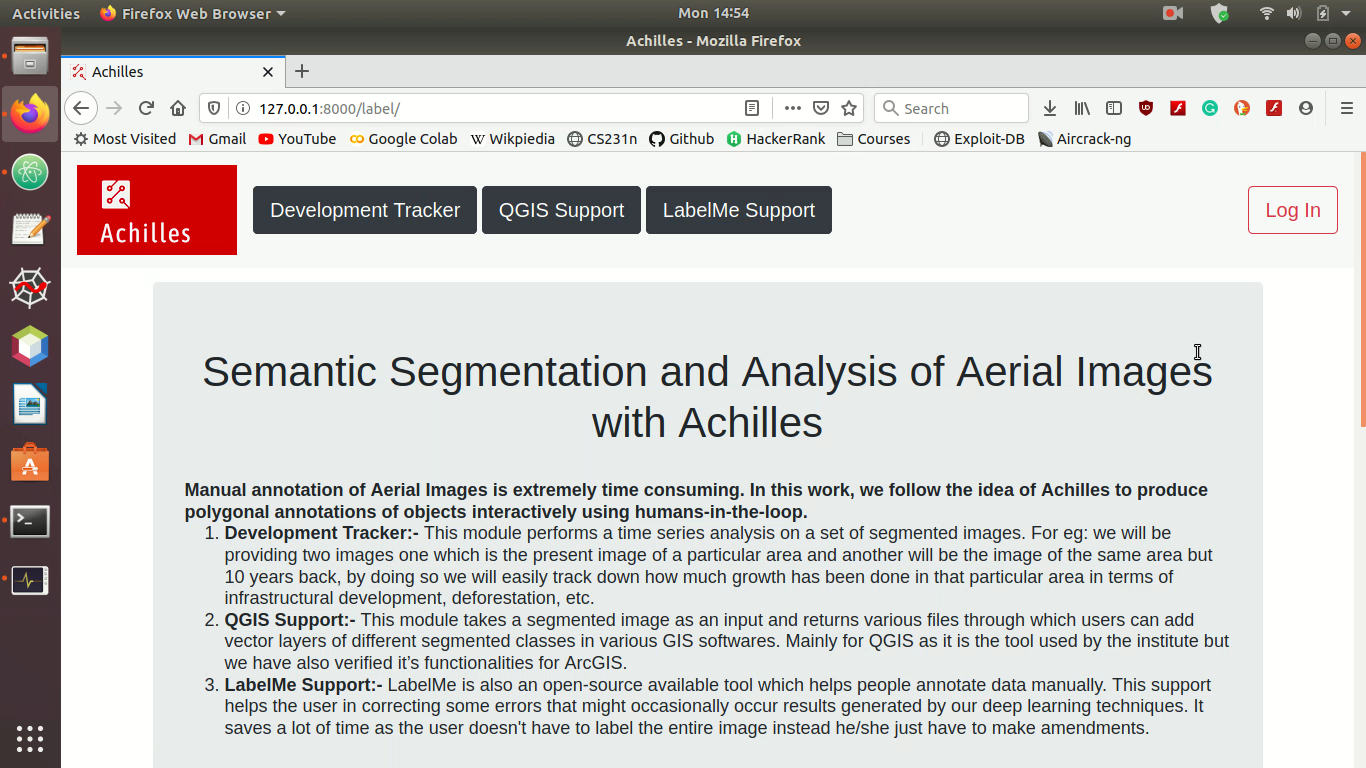 Activities Firefox Web Browser Mon 14:54
Achilles - Mozilla Firefox
Achilles
127.0.0.1:8000/label/ Search
Most Visited Gmail YouTube Google Colab Wikpiedia CS231n Github HackerRank Courses Exploit-DB Aircrack-ng
Achilles Development Tracker QGIS Support LabelMe Support Log In
Semantic Segmentation and Analysis of Aerial Images
with Achilles
Manual annotation of Aerial Images is extremely time consuming. In this work, we follow the idea of Achilles to produce
polygonal annotations of objects interactively using humans-in-the-loop.
1. Development Tracker:- This module performs a time series analysis on a set of segmented images. For eg: we will be
providing two images one which is the present image of a particular area and another will be the image of the same area but
10 years back, by doing so we will easily track down how much growth has been done in that particular area in terms of
infrastructural development, deforestation, etc.
2. QGIS Support:- This module takes a segmented image as an input and returns various files through which users can add
vector layers of different segmented classes in various GIS softwares. Mainly for QGIS as it is the tool used by the institute but
we have also verified it’s functionalities for ArcGIS.
3. LabelMe Support:- LabelMe is also an open-source available tool which helps people annotate data manually. This support
helps the user in correcting some errors that might occasionally occur results generated by our deep learning techniques. It
saves a lot of time as the user doesn't have to label the entire image instead he/she just have to make amendments.